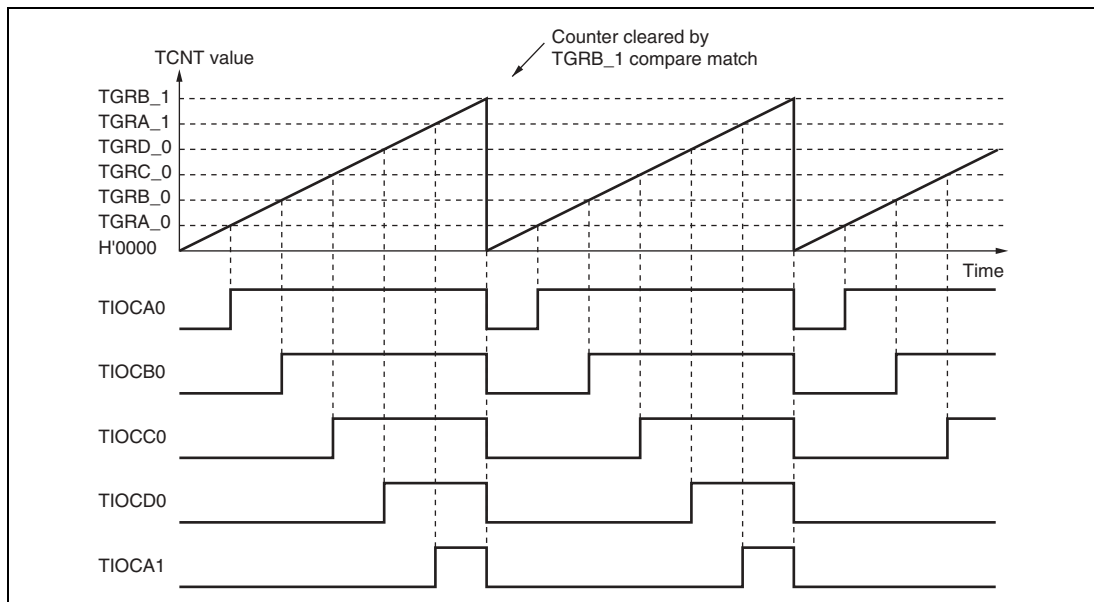 Counter cleared by
TGRB_1 compare match
TCNT value
TGRB_1
TGRA_1
TGRD_0
TGRC_0
TGRB_0
TGRA_0
H'0000
Time
TIOCA0
TIOCB0
TIOCC0
TIOCD0
TIOCA1